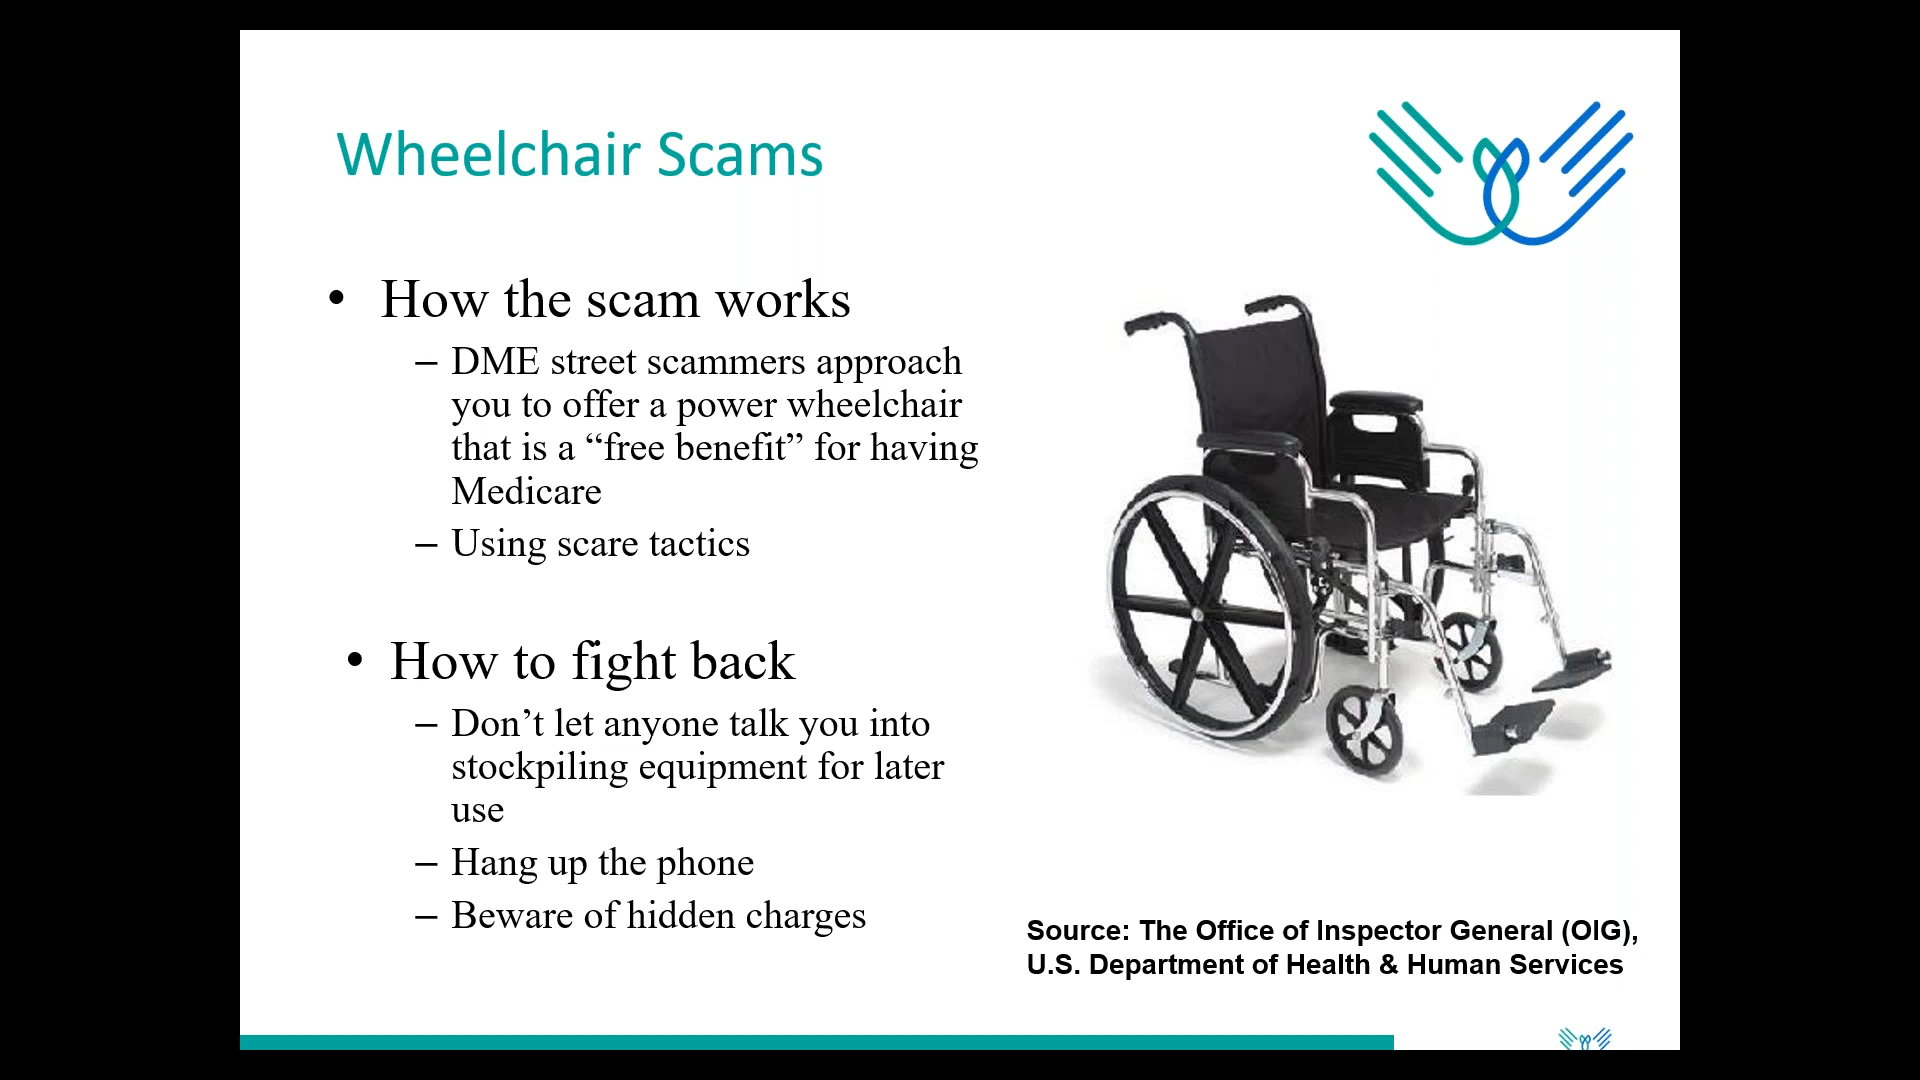 Wheelchair Scams
• How the scam works
– DME street scammers approach
you to offer a power wheelchair
that is a “free benefit” for having
Medicare
– Using scare tactics
• How to fight back
– Don’t let anyone talk you into
stockpiling equipment for later
use
– Hang up the phone
– Beware of hidden charges
Source: The Office of Inspector General (OIG),
U.S. Department of Health & Human Services